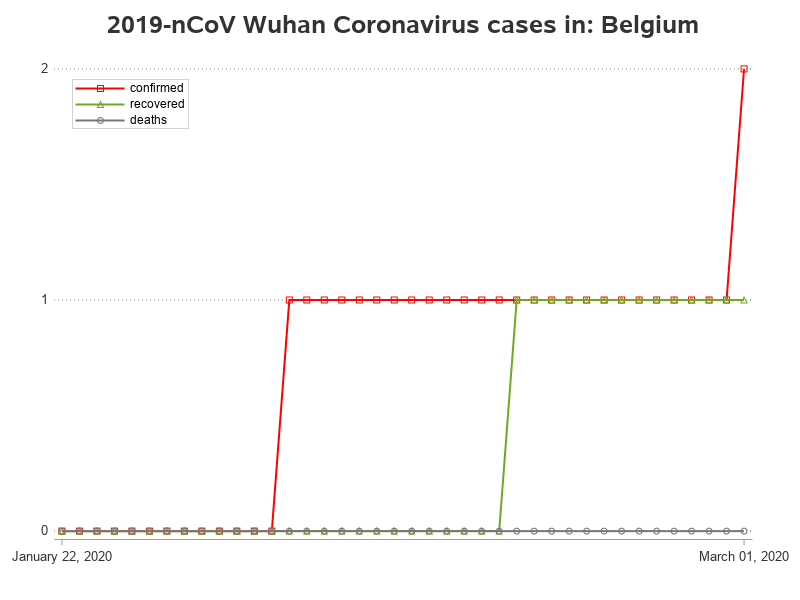 2019-nCoV Wuhan Coronavirus cases in: Belgium
2
confirmed
recovered
deaths
1
0
January 22, 2020
March 01, 2020